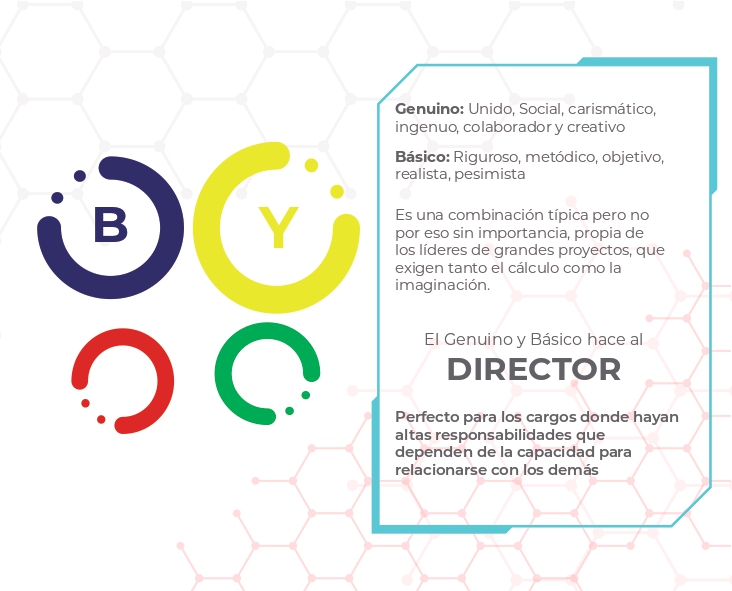 B
Y
Genuino: Unido, Social, carismático,
ingenuo, colaborador y creativo
Básico: Riguroso, metódico, objetivo,
realista, pesimista
Es una combinación típica pero no
por eso sin importancia, propia de
los líderes de grandes proyectos, que
exigen tanto el cálculo como la
imaginación.
El Genuino y Básico hace al
DIRECTOR
Perfecto para los cargos donde hayan
altas responsabilidades que
dependen de la capacidad para
relacionarse con los demás